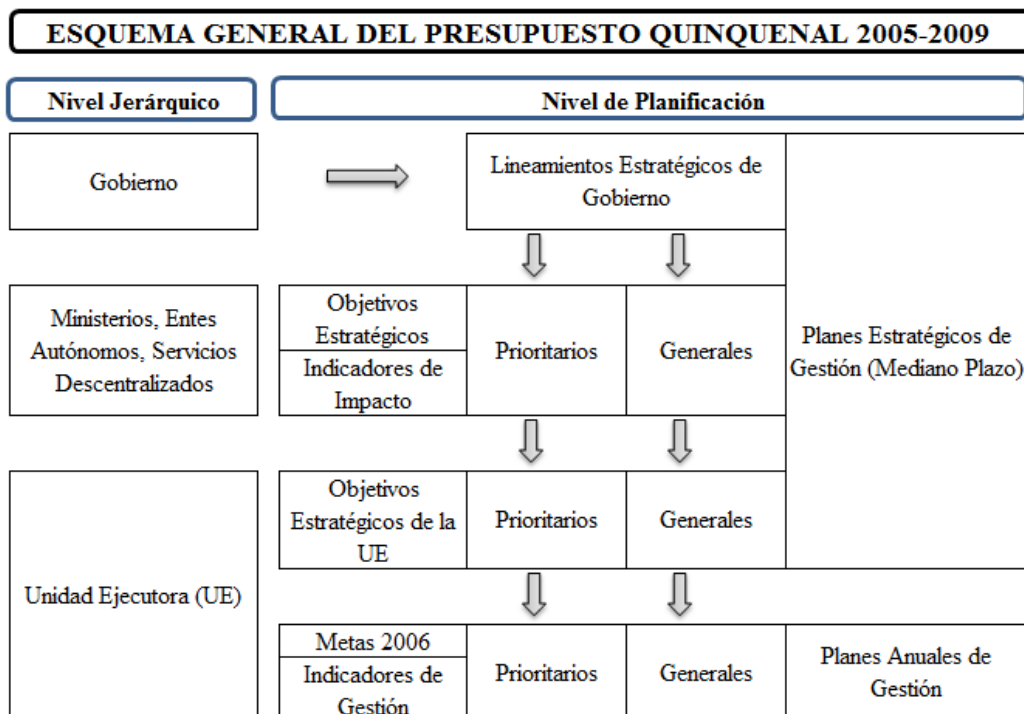 ESQUEMA GENERAL DEL PRESUPUESTO QUINQUENAL 2005-2009
Nivel Jerárquico
Nivel de Planificación
Gobierno
Lineamientos Estratégicos de
Gobierno
Ministerios, Entes
Autónomos, Servicios
Descentralizados
Objetivos
Estratégicos
Indicadores de
Impacto
Prioritarios
Generales
Planes Estratégicos de
Gestión (Mediano Plazo)
Unidad Ejecutora (UE)
Objetivos
Estratégicos de la
UE
Prioritarios
Generales
Metas 2006
Indicadores de
Gestión
Prioritarios
Generales
Planes Anuales de
Gestión